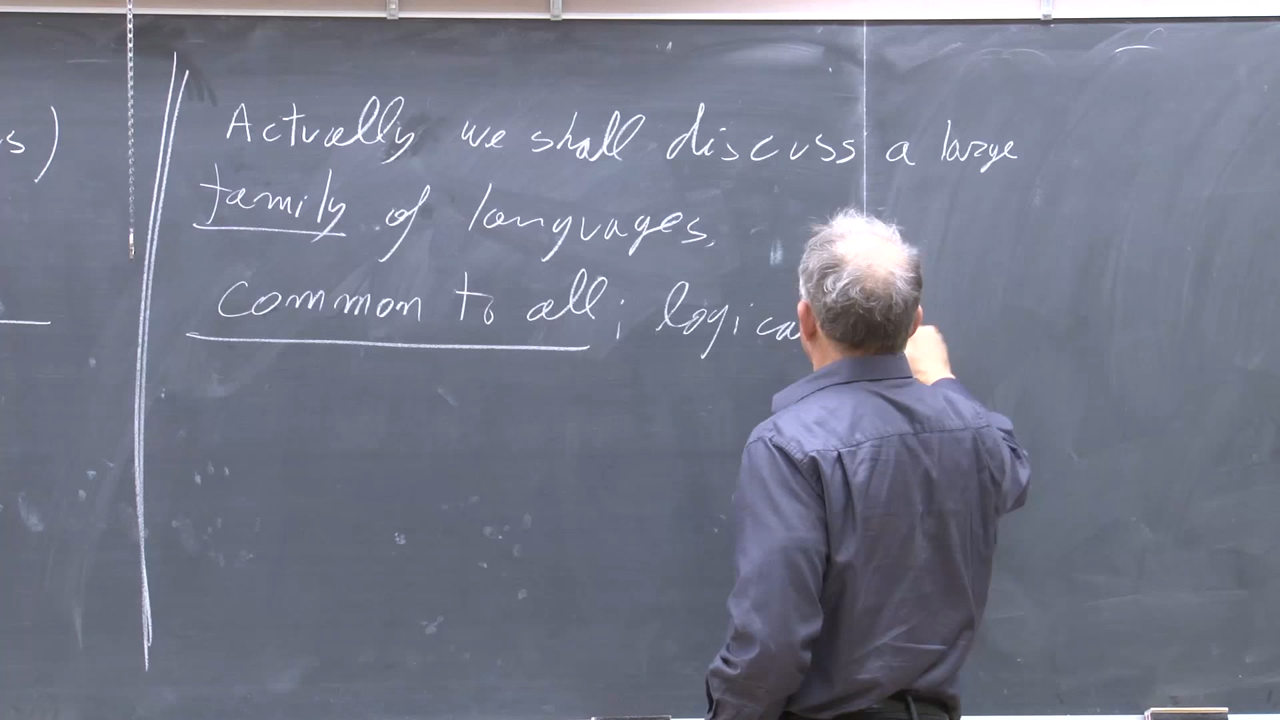 s)
Actually we shall discuss a large
family of languages,
common to all; logica